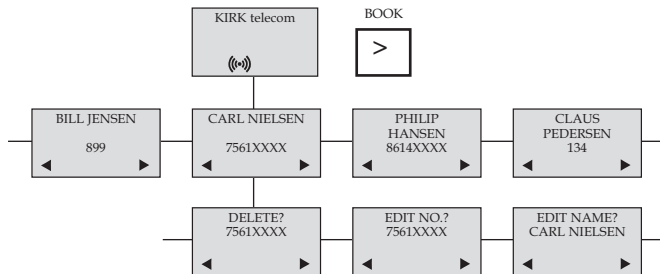 KIRK telecom
BOOK
>
BILL JENSEN
899
CARL NIELSEN
7561XXXX
PHILIP
HANSEN
8614XXXX
CLAUS
PEDERSEN
134
DELETE?
7561XXXX
EDIT NO.?
7561XXXX
EDIT NAME?
CARL NIELSEN